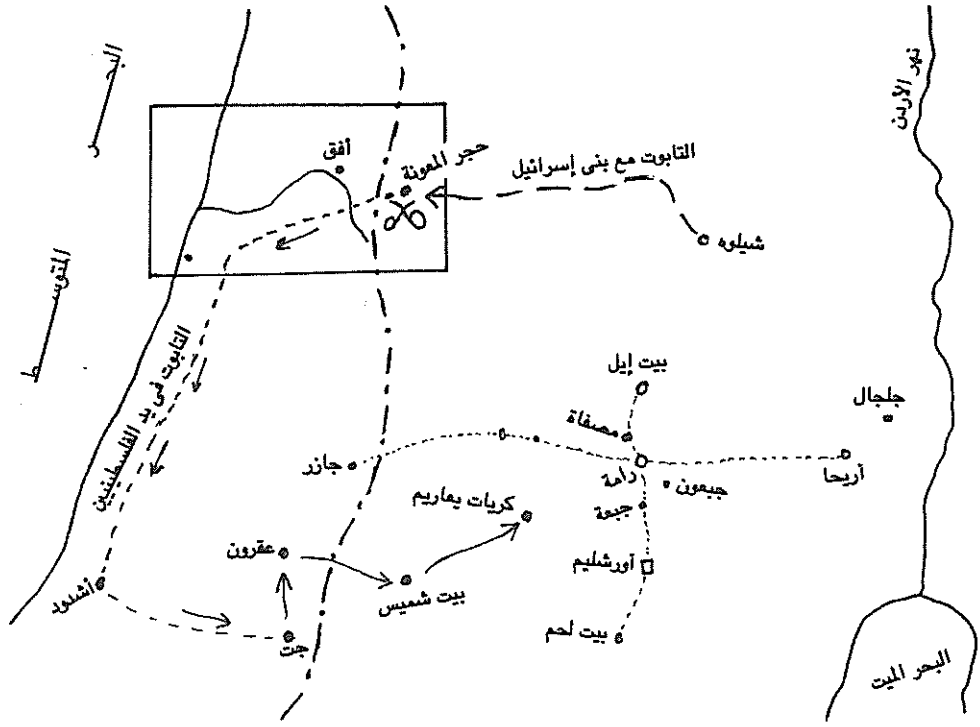 البحر
المتوسط
نهر الأردن
أفق
حجر المعونة
التابوت مع بنى إسرائيل
شيلوه
التابوت فى يد الفلسطينيين
بيت إيل
مصفاة
جلجال
جازر
رامة
جبعون
أريحا
كريات يعاريم
جبعة
عقرون
أورشليم
أشدود
بيت شميس
بيت لحم
جت
البحر الميت